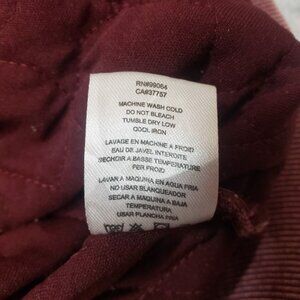 RN#99064
CA#37757
MACHINE WASH COLD
DO NOT BLEACH
TUMBLE DRY LOW
COOL IRON
LAVAGE EN MACHINE A FROID
EAU DE JAVEL INTERDITE
SECHOIR A BASSE TEMPERATURE
FER FROID
LAVAR A MAQUINA EN AGUA FRIA
NO USAR BLANQUEADOR
SECAR A MAQUINA A BAJA
TEMPERATURA
USAR PLANCHA FRIA